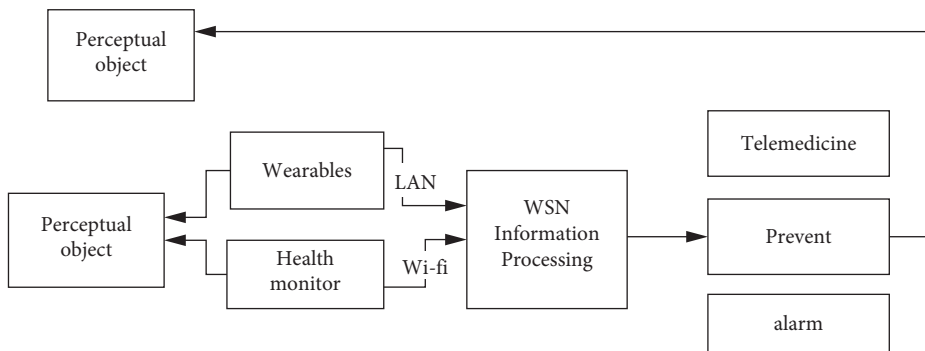 Perceptual
object
Telemedicine
Wearables
LAN
WSN
Information
Processing
Perceptual
object
Prevent
Health
monitor
Wi-fi
alarm